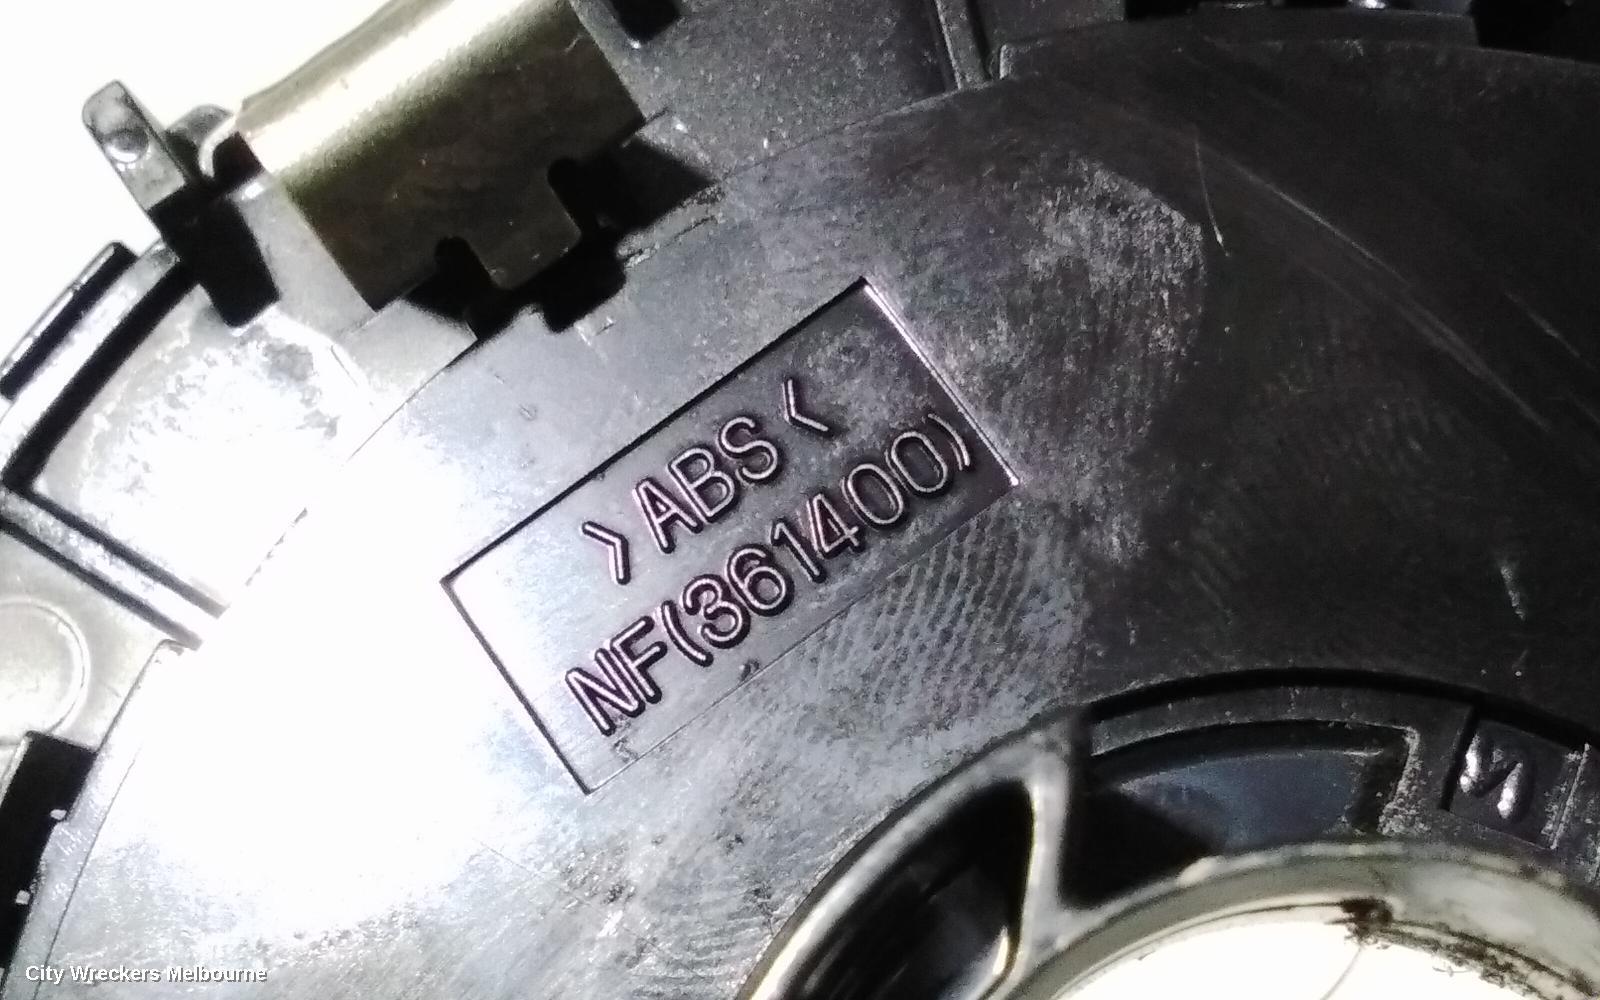 >ABS<
NF(361400)
City Wreckers Melbourne